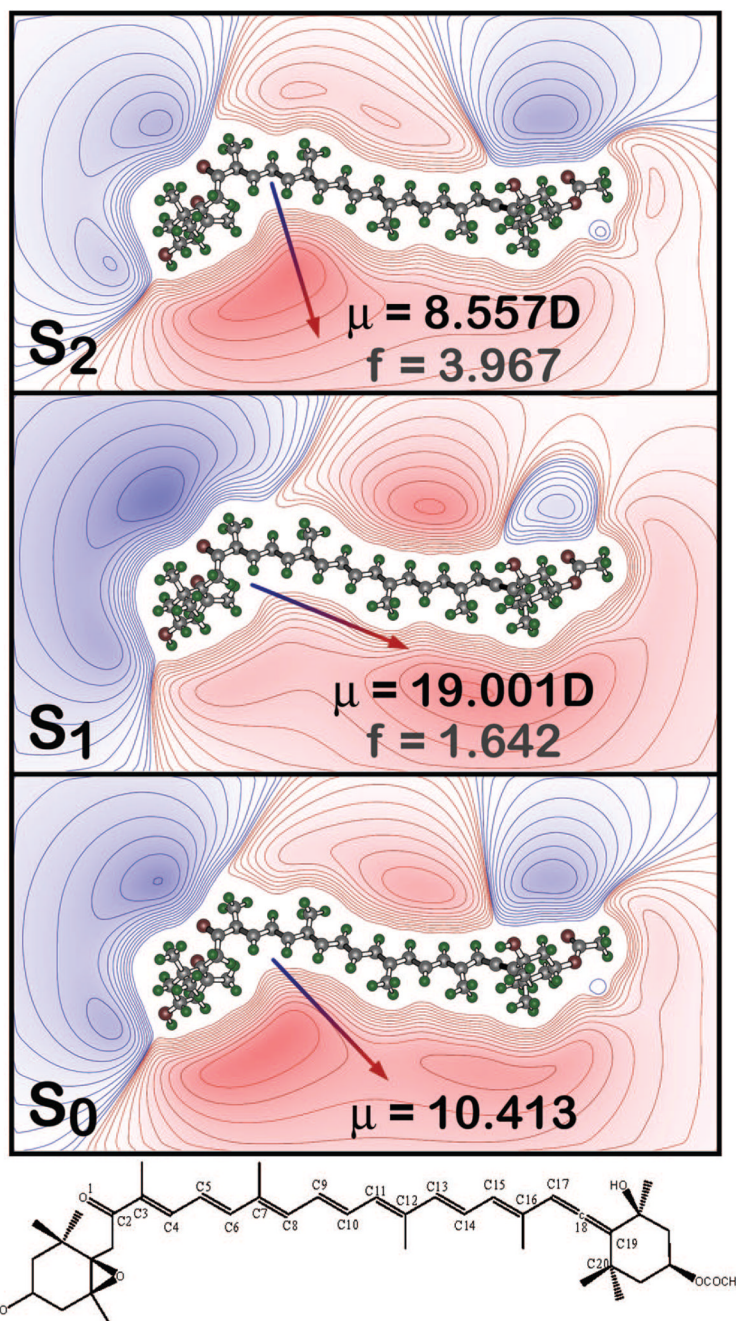 μ = 8.557D
f = 3.967
S2
μ = 19.001D
f = 1.642
S1
μ = 10.413
S0
O1
C2
C3
C4
C5
C6
C7
C8
C9
C10
C11
C12
C13
C14
C15
C16
C17
C
18
HO
C19
C20
O
O
OCOCH